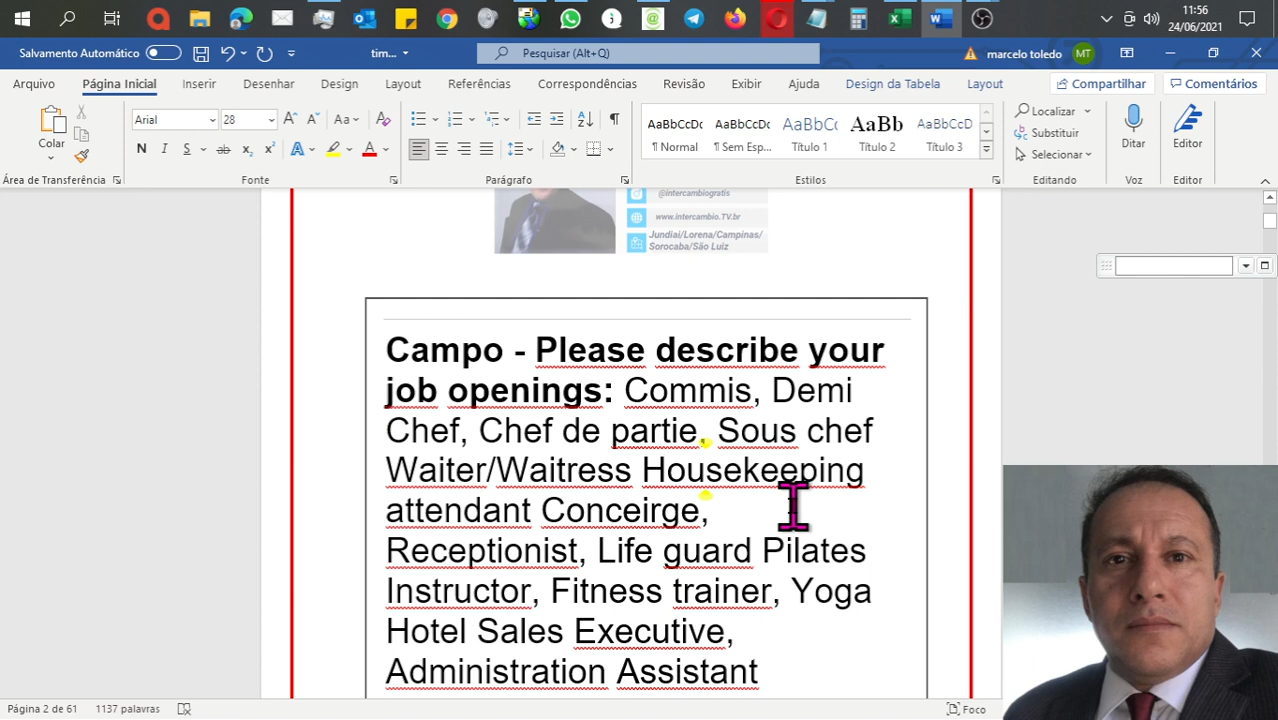 11:56
24/06/2021
Salvamento Automático
tim...
Pesquisar (Alt+Q)
marcelo toledo
MT
Arquivo
Página Inicial
Inserir
Desenhar
Design
Layout
Referências
Correspondências
Revisão
Exibir
Ajuda
Design da Tabela
Layout
Compartilhar
Comentários
Colar
Arial
28
N I S ab x₂ x²
AaBbCcDc
AaBbCcDc
AaBbCc
AaBb
AaBbCcD
¶ Normal
¶ Sem Esp...
Título 1
Título 2
Título 3
Localizar
Substituir
Selecionar
Ditar
Editor
Área de Transferência
Fonte
Parágrafo
Estilos
Editando
Voz
Editor
@intercambiogratis
www.intercambio.TV.br
Jundiai/Lorena/Campinas/
Sorocaba/São Luiz
Campo - Please describe your
job openings: Commis, Demi
Chef, Chef de partie, Sous chef
Waiter/Waitress Housekeeping
attendant Conceirge,
Receptionist, Life guard Pilates
Instructor, Fitness trainer, Yoga
Hotel Sales Executive,
Administration Assistant
Página 2 de 61
1137 palavras
Foco